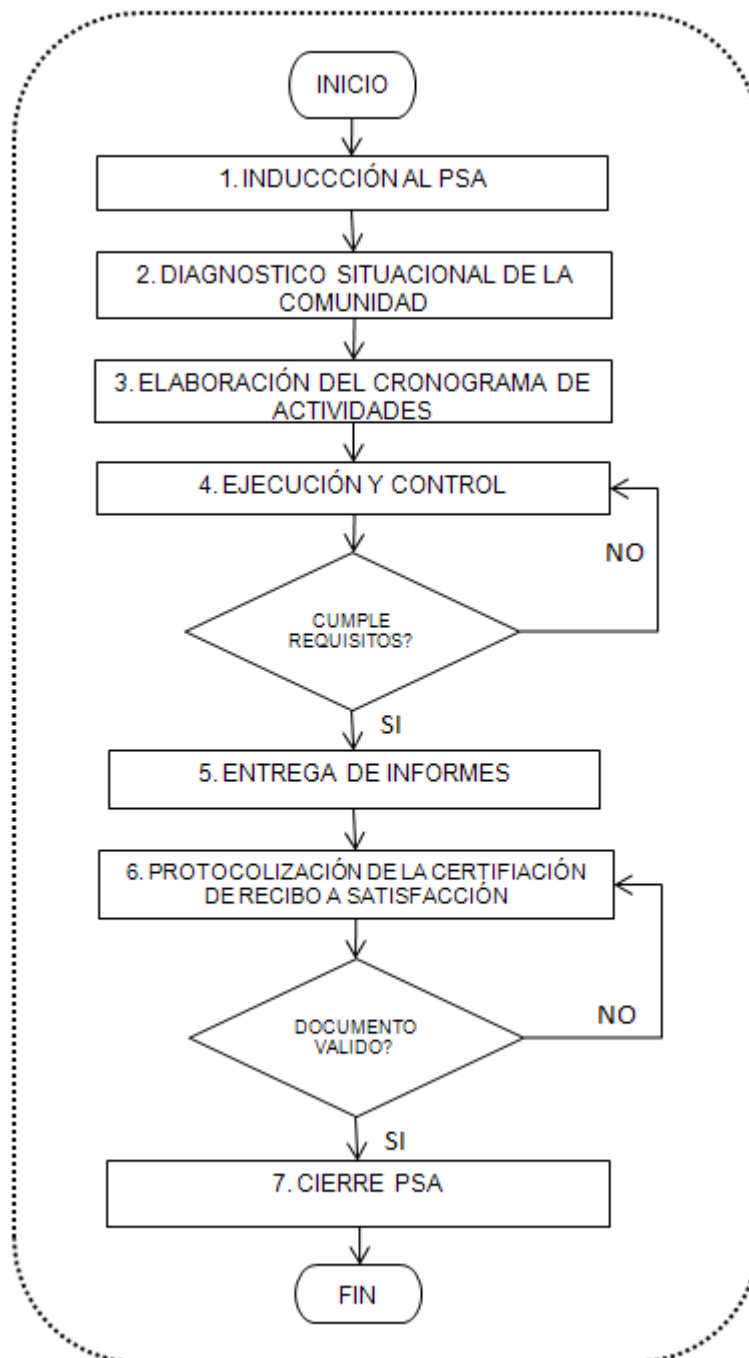 INICIO
1. INDUCCCIÓN AL PSA
2. DIAGNOSTICO SITUACIONAL DE LA
COMUNIDAD
3. ELABORACIÓN DEL CRONOGRAMA DE
ACTIVIDADES
4. EJECUCIÓN Y CONTROL
NO
CUMPLE
REQUISITOS?
SI
5. ENTREGA DE INFORMES
6. PROTOCOLIZACIÓN DE LA CERTIFIACIÓN
DE RECIBO A SATISFACCIÓN
NO
DOCUMENTO
VALIDO?
SI
7. CIERRE PSA
FIN